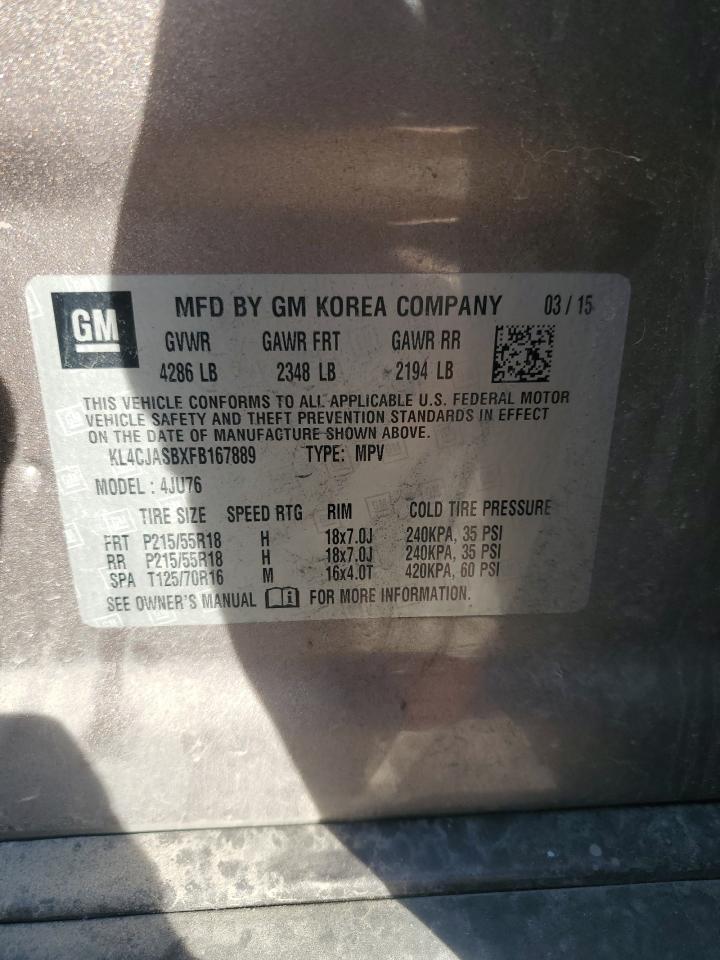 GM MFD BY GM KOREA COMPANY 03 / 15
GVWR GAWR FRT GAWR RR
4286 LB 2348 LB 2194 LB
THIS VEHICLE CONFORMS TO ALL APPLICABLE U.S. FEDERAL MOTOR
VEHICLE SAFETY AND THEFT PREVENTION STANDARDS IN EFFECT
ON THE DATE OF MANUFACTURE SHOWN ABOVE.
KL4CJASBXFB167889 TYPE: MPV
MODEL : 4JU76
TIRE SIZE SPEED RTG RIM COLD TIRE PRESSURE
FRT P215/55R18 H 18x7.0J 240KPA, 35 PSI
RR P215/55R18 H 18x7.0J 240KPA, 35 PSI
SPA T125/70R16 M 16x4.0T 420KPA, 60 PSI
SEE OWNER'S MANUAL i FOR MORE INFORMATION.